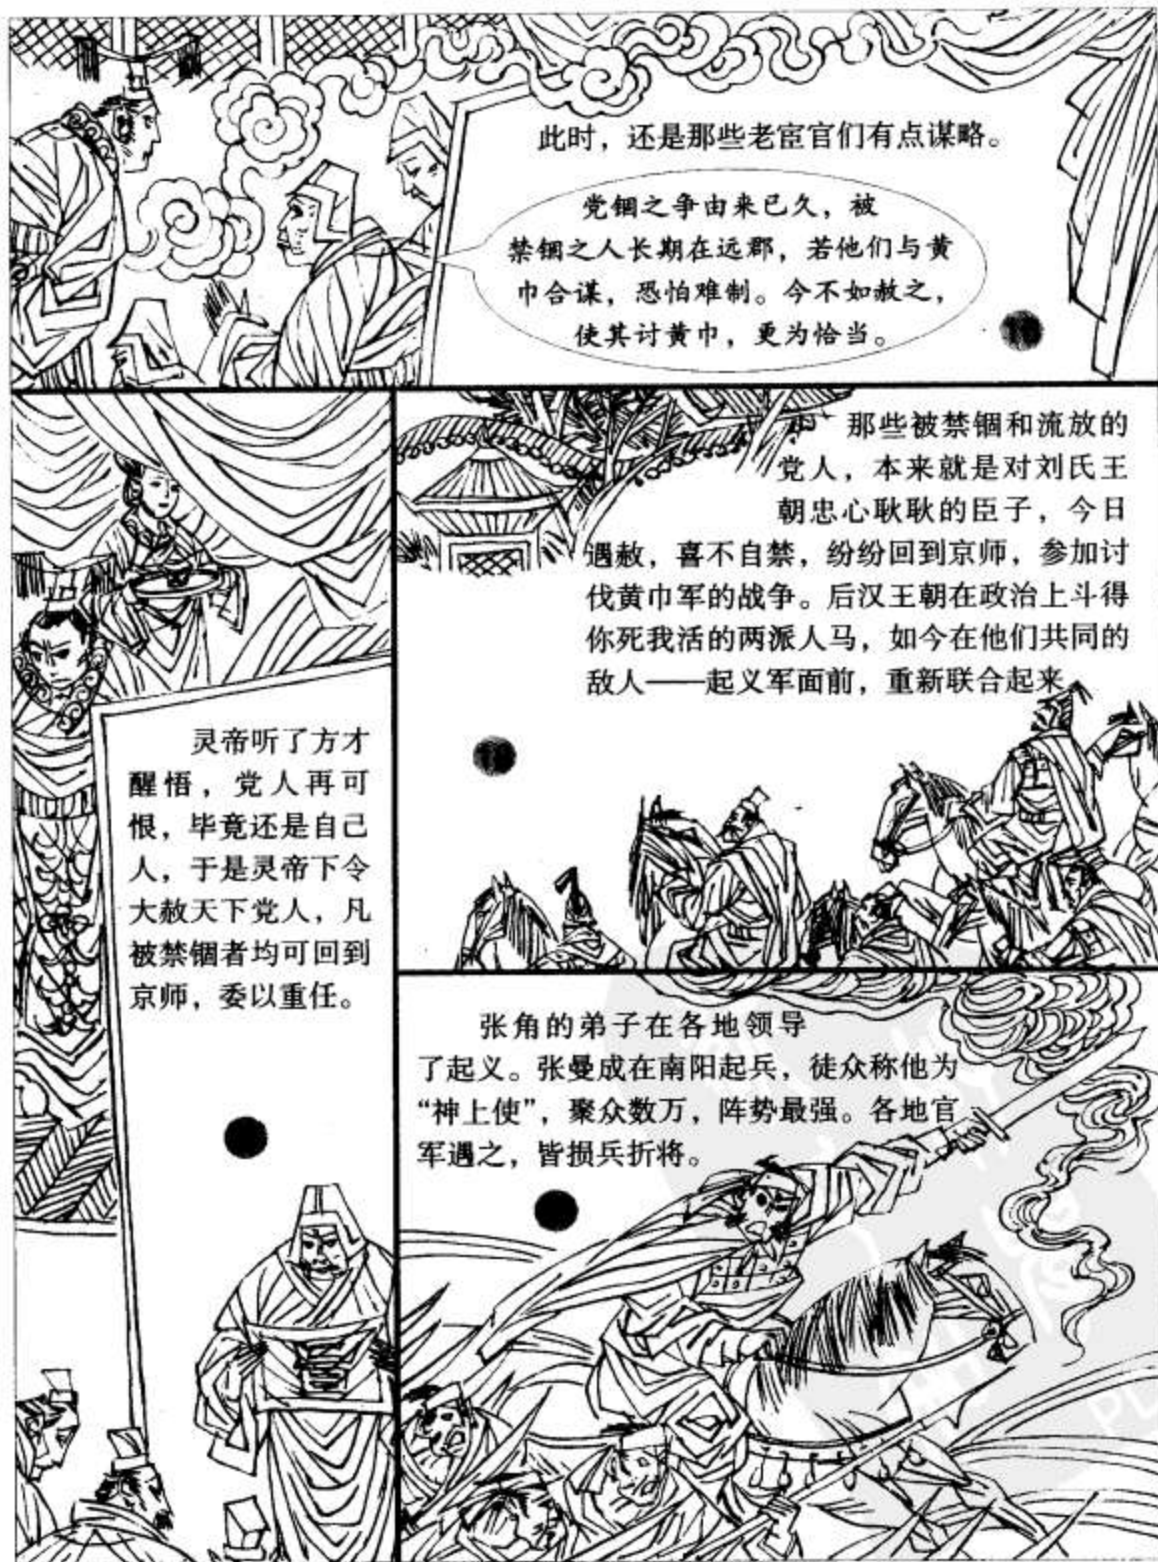 此时，还是那些老宦官们有点谋略。
党锢之争由来已久，被
禁锢之人长期在远郡，若他们与黄
巾合谋，恐怕难制。今不如赦之，
使其讨黄巾，更为恰当。
灵帝听了方才
醒悟，党人再可
恨，毕竟还是自己
人，于是灵帝下令
大赦天下党人，凡
被禁锢者均可回到
京师，委以重任。
那些被禁锢和流放的
党人，本来就是对刘氏王
朝忠心耿耿的臣子，今日
遇赦，喜不自禁，纷纷回到京师，参加讨
伐黄巾军的战争。后汉王朝在政治上斗得
你死我活的两派人马，如今在他们共同的
敌人——起义军面前，重新联合起来
张角的弟子在各地领导
了起义。张曼成在南阳起兵，徒众称他为
“神上使”，聚众数万，阵势最强。各地官
军遇之，皆损兵折将。